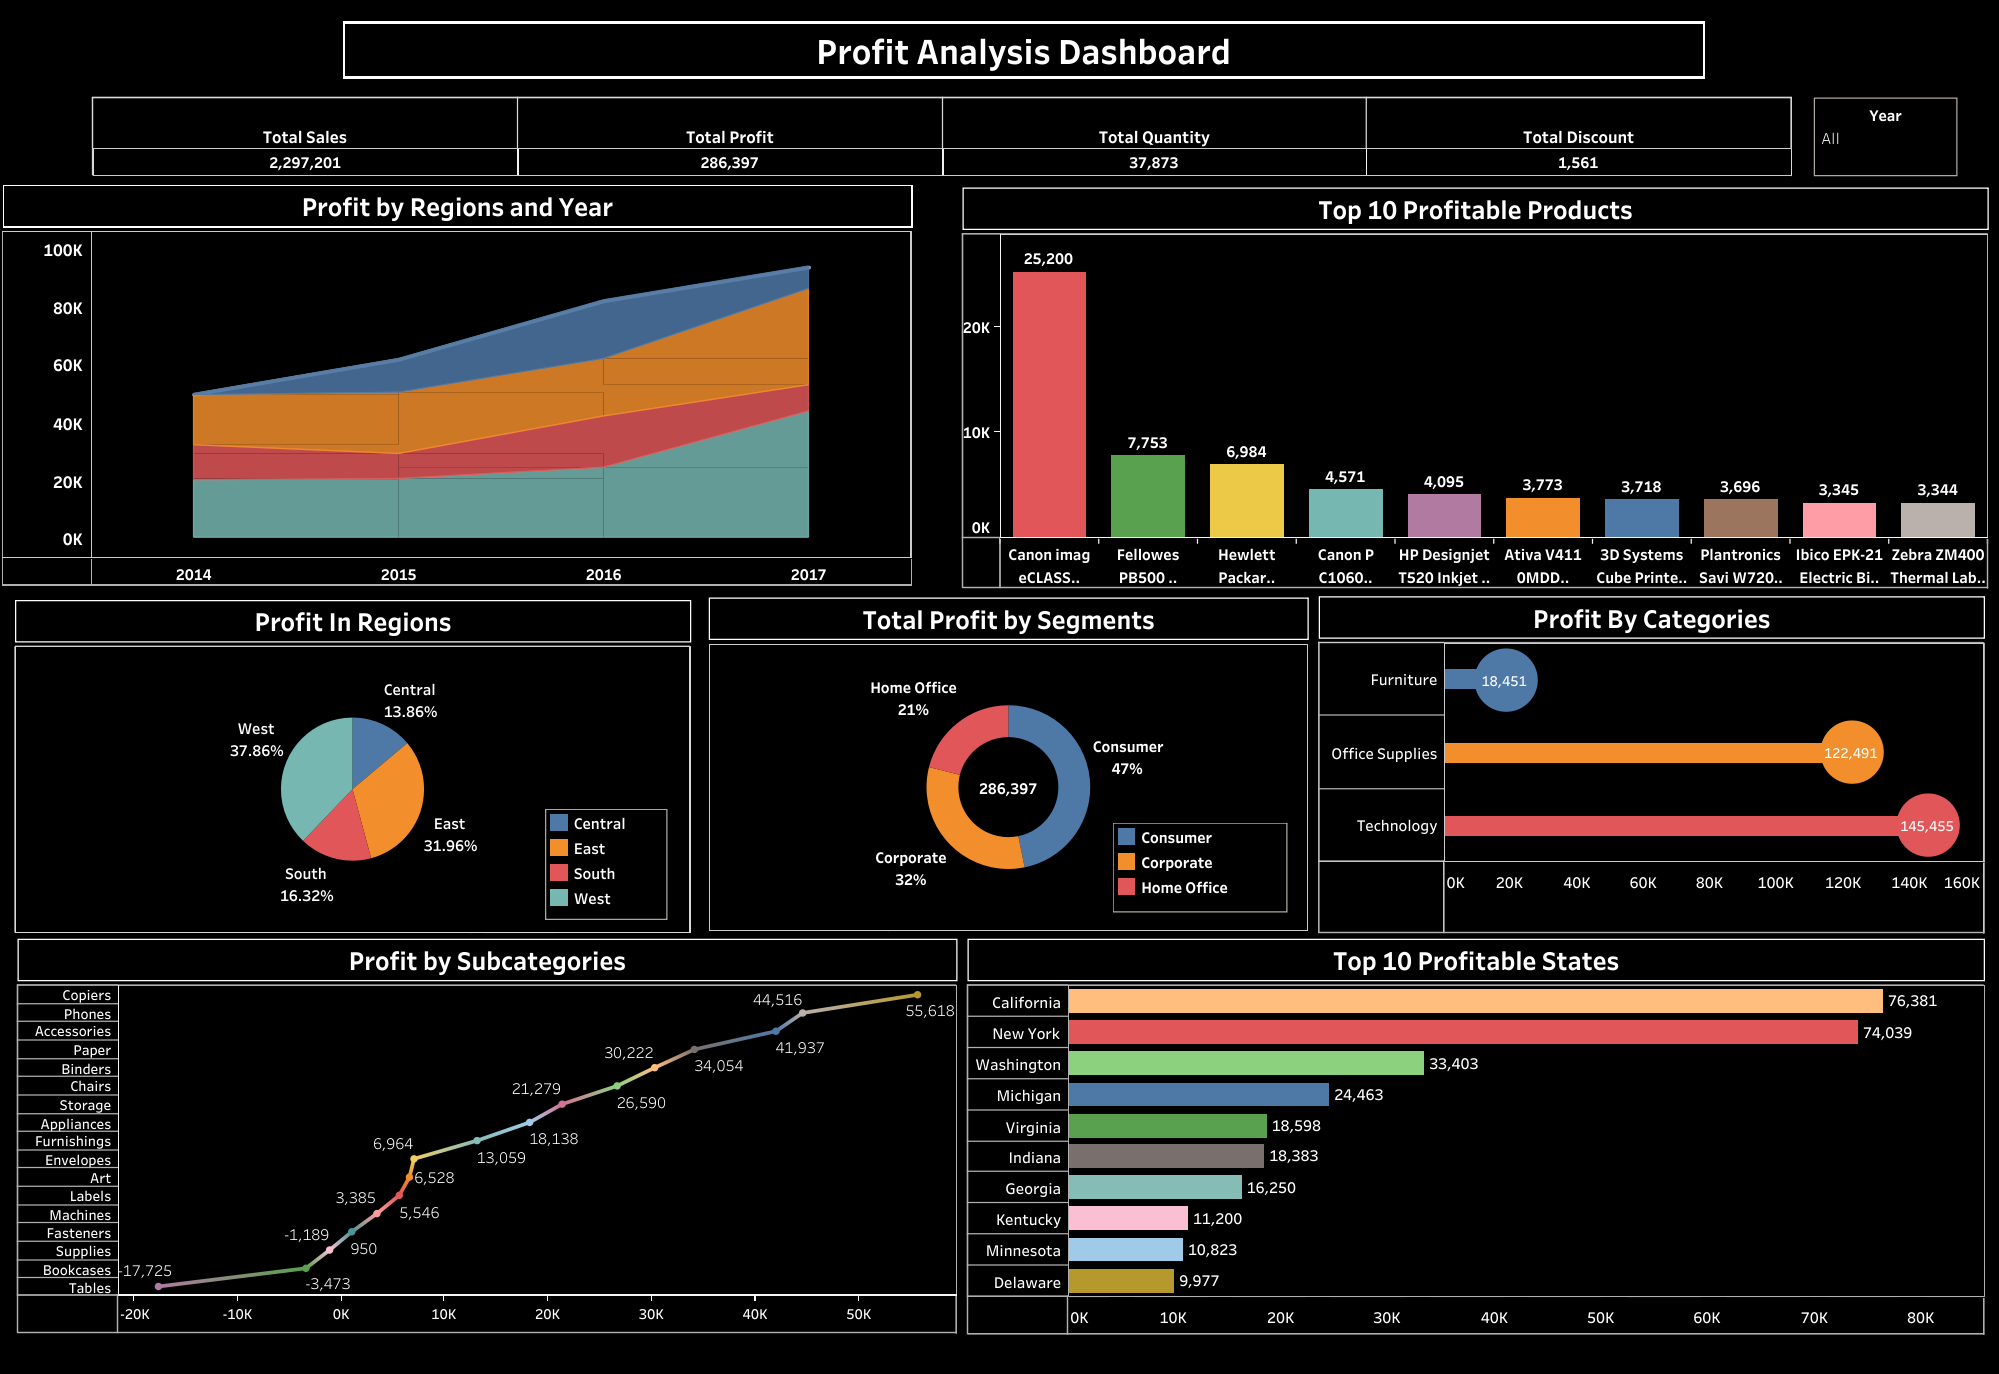 Profit Analysis Dashboard
Total Sales
Total Profit
Total Quantity
Total Discount
2,297,201
286,397
37,873
1,561
Year
All
Profit by Regions and Year
100K
80K
60K
40K
20K
0K
2014
2015
2016
2017
Top 10 Profitable Products
20K
10K
0K
25,200
7,753
6,984
4,571
4,095
3,773
3,718
3,696
3,345
3,344
Canon imag
eCLASS..
Fellowes
PB500 ..
Hewlett
Packar..
Canon P
C1060..
HP Designjet
T520 Inkjet ..
Ativa V411
0MDD..
3D Systems
Cube Printe..
Plantronics
Savi W720..
Ibico EPK-21
Electric Bi..
Zebra ZM400
Thermal Lab..
Profit In Regions
Central
13.86%
West
37.86%
East
31.96%
South
16.32%
Central
East
South
West
Total Profit by Segments
Home Office
21%
Consumer
47%
286,397
Corporate
32%
Consumer
Corporate
Home Office
Profit By Categories
Furniture
18,451
Office Supplies
122,491
Technology
145,455
0K
20K
40K
60K
80K
100K
120K
140K
160K
Profit by Subcategories
Copiers
Phones
Accessories
Paper
Binders
Chairs
Storage
Appliances
Furnishings
Envelopes
Art
Labels
Machines
Fasteners
Supplies
Bookcases
Tables
55,618
44,516
41,937
34,054
30,222
26,590
21,279
18,138
13,059
6,964
6,528
5,546
3,385
950
-1,189
-3,473
-17,725
-20K
-10K
0K
10K
20K
30K
40K
50K
Top 10 Profitable States
California
76,381
New York
74,039
Washington
33,403
Michigan
24,463
Virginia
18,598
Indiana
18,383
Georgia
16,250
Kentucky
11,200
Minnesota
10,823
Delaware
9,977
0K
10K
20K
30K
40K
50K
60K
70K
80K